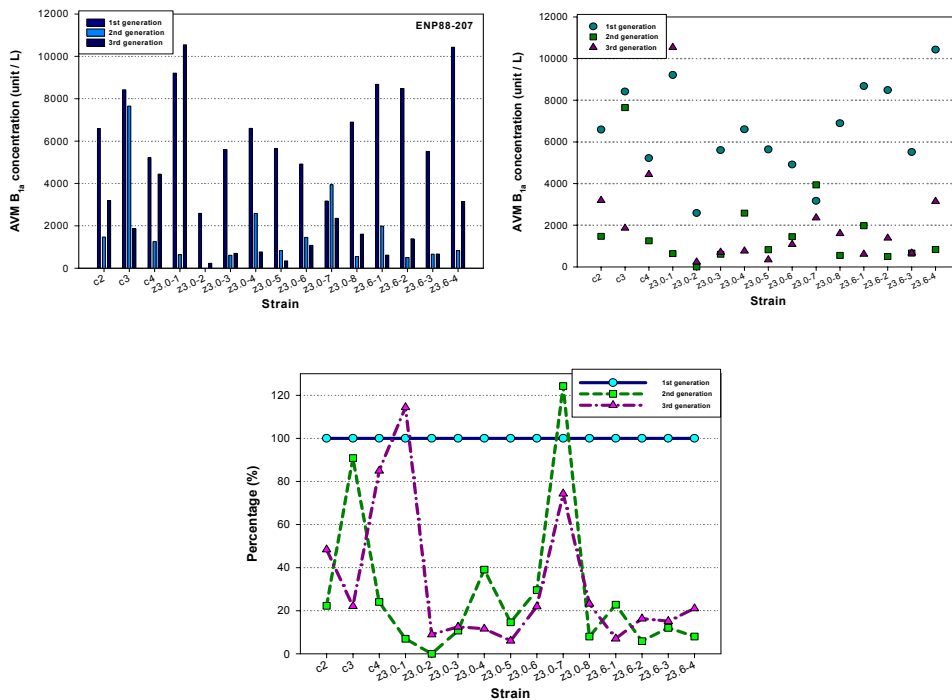 ENP88-207
1st generation
2nd generation
3rd generation
AVM B1a concentration (unit / L)
12000
10000
8000
6000
4000
2000
0
c2
c3
c4
z3.0-1
z3.0-2
z3.0-3
z3.0-4
z3.0-5
z3.0-6
z3.0-7
z3.0-8
z3.6-1
z3.6-2
z3.6-3
z3.6-4
Strain
1st generation
2nd generation
3rd generation
AVM B1a concentration (unit / L)
12000
10000
8000
6000
4000
2000
0
c2
c3
c4
z3.0-1
z3.0-2
z3.0-3
z3.0-4
z3.0-5
z3.0-6
z3.0-7
z3.0-8
z3.6-1
z3.6-2
z3.6-3
z3.6-4
Strain
1st generation
2nd generation
3rd generation
Percentage (%)
120
100
80
60
40
20
0
c2
c3
c4
z3.0-1
z3.0-2
z3.0-3
z3.0-4
z3.0-5
z3.0-6
z3.0-7
z3.0-8
z3.6-1
z3.6-2
z3.6-3
z3.6-4
Strain